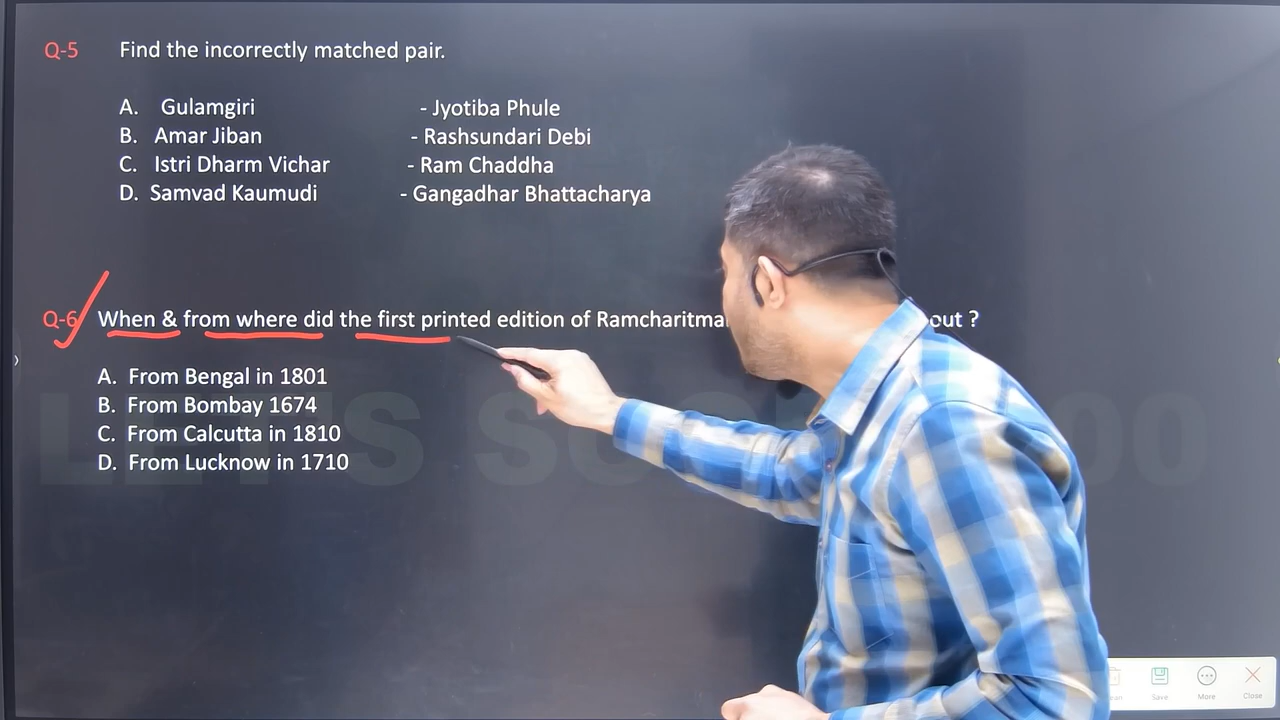 Q-5 Find the incorrectly matched pair.
A. Gulamgiri - Jyotiba Phule
B. Amar Jiban - Rashsundari Debi
C. Istri Dharm Vichar - Ram Chaddha
D. Samvad Kaumudi - Gangadhar Bhattacharya
Q-6 When & from where did the first printed edition of out ?
A. From Bengal in 1801
B. From Bombay 1674
C. From Calcutta in 1810
D. From Lucknow in 1710
Save More Close